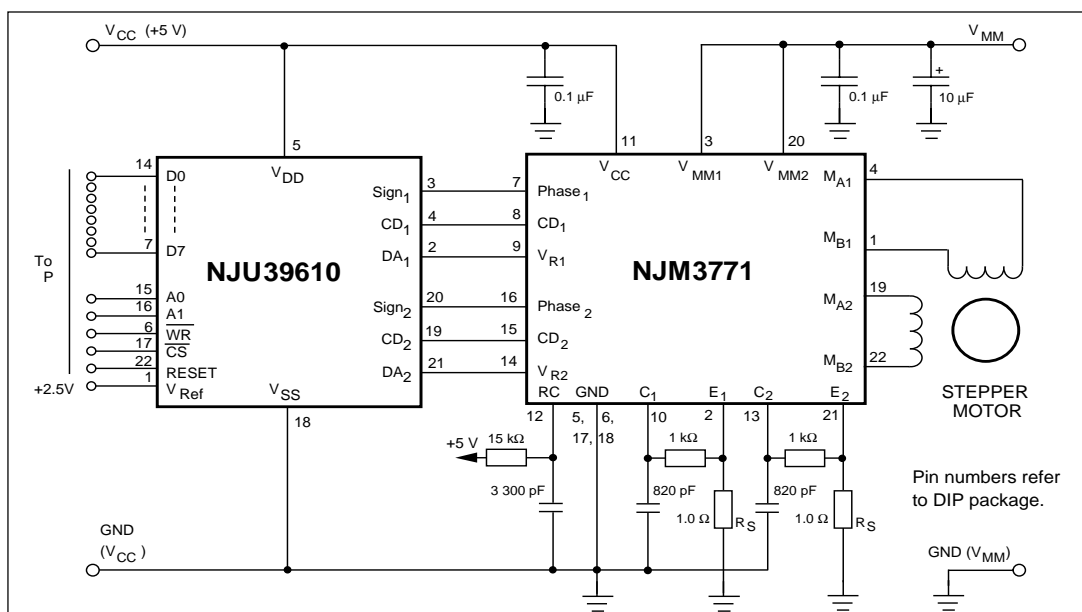 V_CC (+5 V)
V_MM
0.1 µF
0.1 µF
+
10 µF
5
11
3
20
V_DD
V_CC
V_MM1
V_MM2
14
D0
7
D7
To
P
15
A0
16
A1
6
WR
17
CS
22
RESET
1
V_Ref
+2.5V
NJU39610
V_SS
18
Sign_1
3
7
Phase_1
CD_1
4
8
CD_1
DA_1
2
9
V_R1
Sign_2
20
16
Phase_2
CD_2
19
15
CD_2
DA_2
21
14
V_R2
NJM3771
M_A1
4
M_B1
1
M_A2
19
M_B2
22
STEPPER
MOTOR
RC
GND
C_1
E_1
C_2
E_2
12
5,
6,
17,
18
10
2
13
21
+5 V
15 kΩ
1 kΩ
1 kΩ
3 300 pF
820 pF
820 pF
1.0 Ω
R_S
1.0 Ω
R_S
Pin numbers refer
to DIP package.
GND
(V_CC)
GND (V_MM)